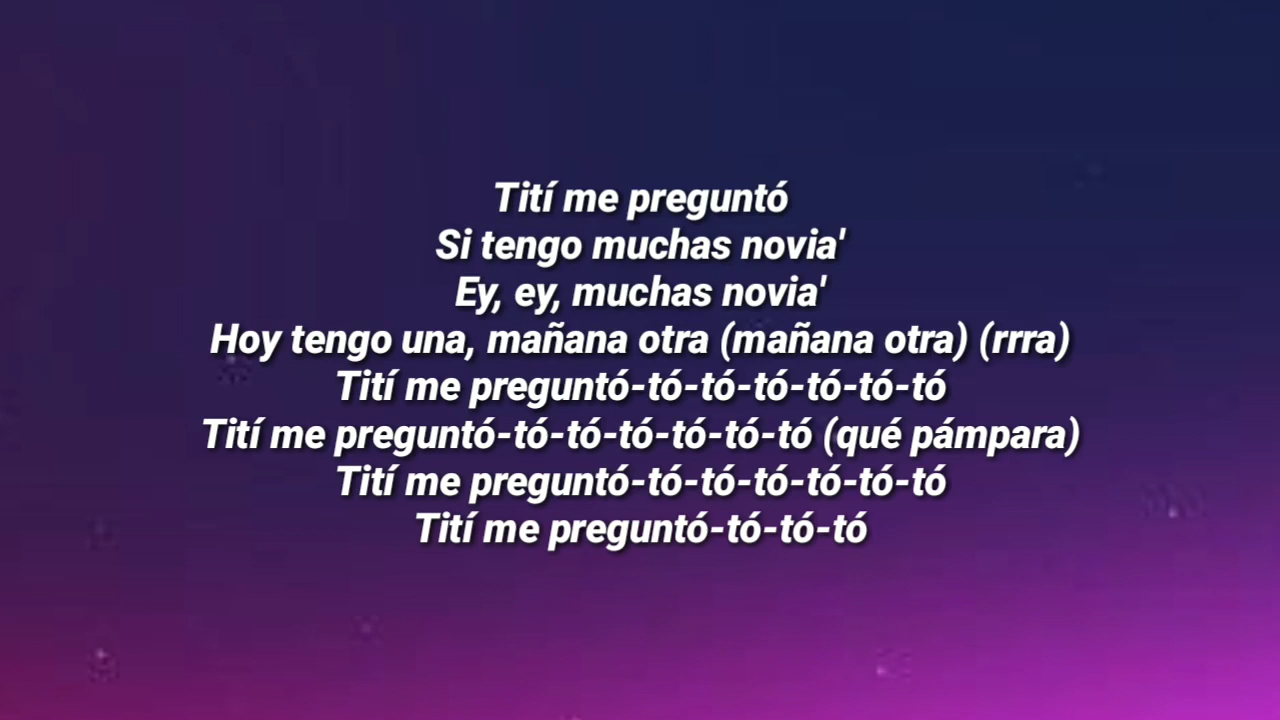 Tití me preguntó
Si tengo muchas novia'
Ey, ey, muchas novia'
Hoy tengo una, mañana otra (mañana otra) (rrra)
Tití me preguntó-tó-tó-tó-tó-tó-tó
Tití me preguntó-tó-tó-tó-tó-tó-tó (qué pámpara)
Tití me preguntó-tó-tó-tó-tó-tó-tó
Tití me preguntó-tó-tó-tó